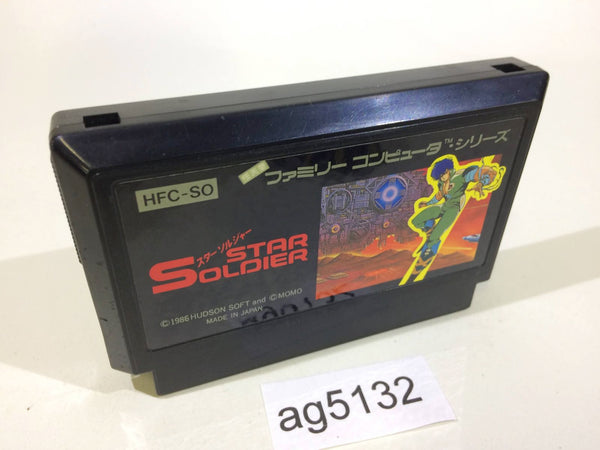 ファミリー コンピュータ™・シリーズ
HFC-SO
スター・ソルジャー
STAR
SOLDIER
©1986 HUDSON SOFT and ©MOMO
MADE IN JAPAN
ag5132